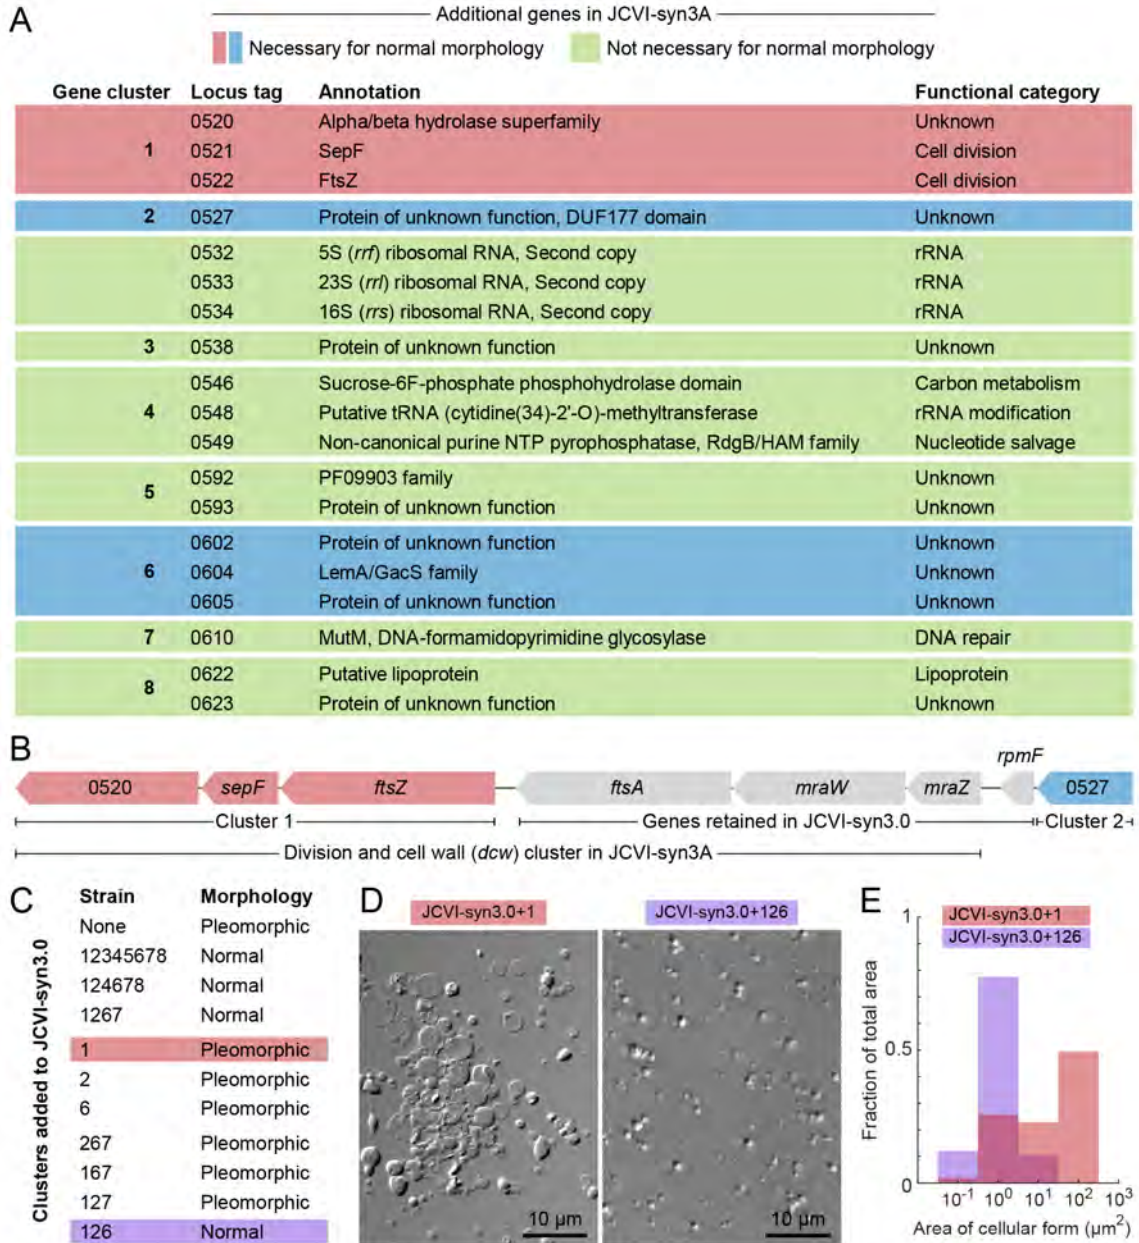 A
Additional genes in JCVI-syn3A
Necessary for normal morphology
Not necessary for normal morphology
Gene cluster Locus tag Annotation Functional category
0520 Alpha/beta hydrolase superfamily Unknown
1 0521 SepF Cell division
0522 FtsZ Cell division
2 0527 Protein of unknown function, DUF177 domain Unknown
0532 5S (rrf) ribosomal RNA, Second copy rRNA
0533 23S (rrl) ribosomal RNA, Second copy rRNA
0534 16S (rrs) ribosomal RNA, Second copy rRNA
3 0538 Protein of unknown function Unknown
0546 Sucrose-6F-phosphate phosphohydrolase domain Carbon metabolism
4 0548 Putative tRNA (cytidine(34)-2'-O)-methyltransferase rRNA modification
0549 Non-canonical purine NTP pyrophosphatase, RdgB/HAM family Nucleotide salvage
5 0592 PF09903 family Unknown
0593 Protein of unknown function Unknown
0602 Protein of unknown function Unknown
6 0604 LemA/GacS family Unknown
0605 Protein of unknown function Unknown
7 0610 MutM, DNA-formamidopyrimidine glycosylase DNA repair
8 0622 Putative lipoprotein Lipoprotein
0623 Protein of unknown function Unknown
B
rpmF
0520 sepF ftsZ ftsA mraW mraZ 0527
Cluster 1 Genes retained in JCVI-syn3.0 Cluster 2
Division and cell wall (dcw) cluster in JCVI-syn3A
C
Clusters added to JCVI-syn3.0
Strain Morphology
None Pleomorphic
12345678 Normal
124678 Normal
1267 Normal
1 Pleomorphic
2 Pleomorphic
6 Pleomorphic
267 Pleomorphic
167 Pleomorphic
127 Pleomorphic
126 Normal
D
JCVI-syn3.0+1 JCVI-syn3.0+126
10 µm 10 µm
E
JCVI-syn3.0+1
JCVI-syn3.0+126
Fraction of total area
1
0.5
0
10⁻¹ 10⁰ 10¹ 10² 10³
Area of cellular form (µm²)